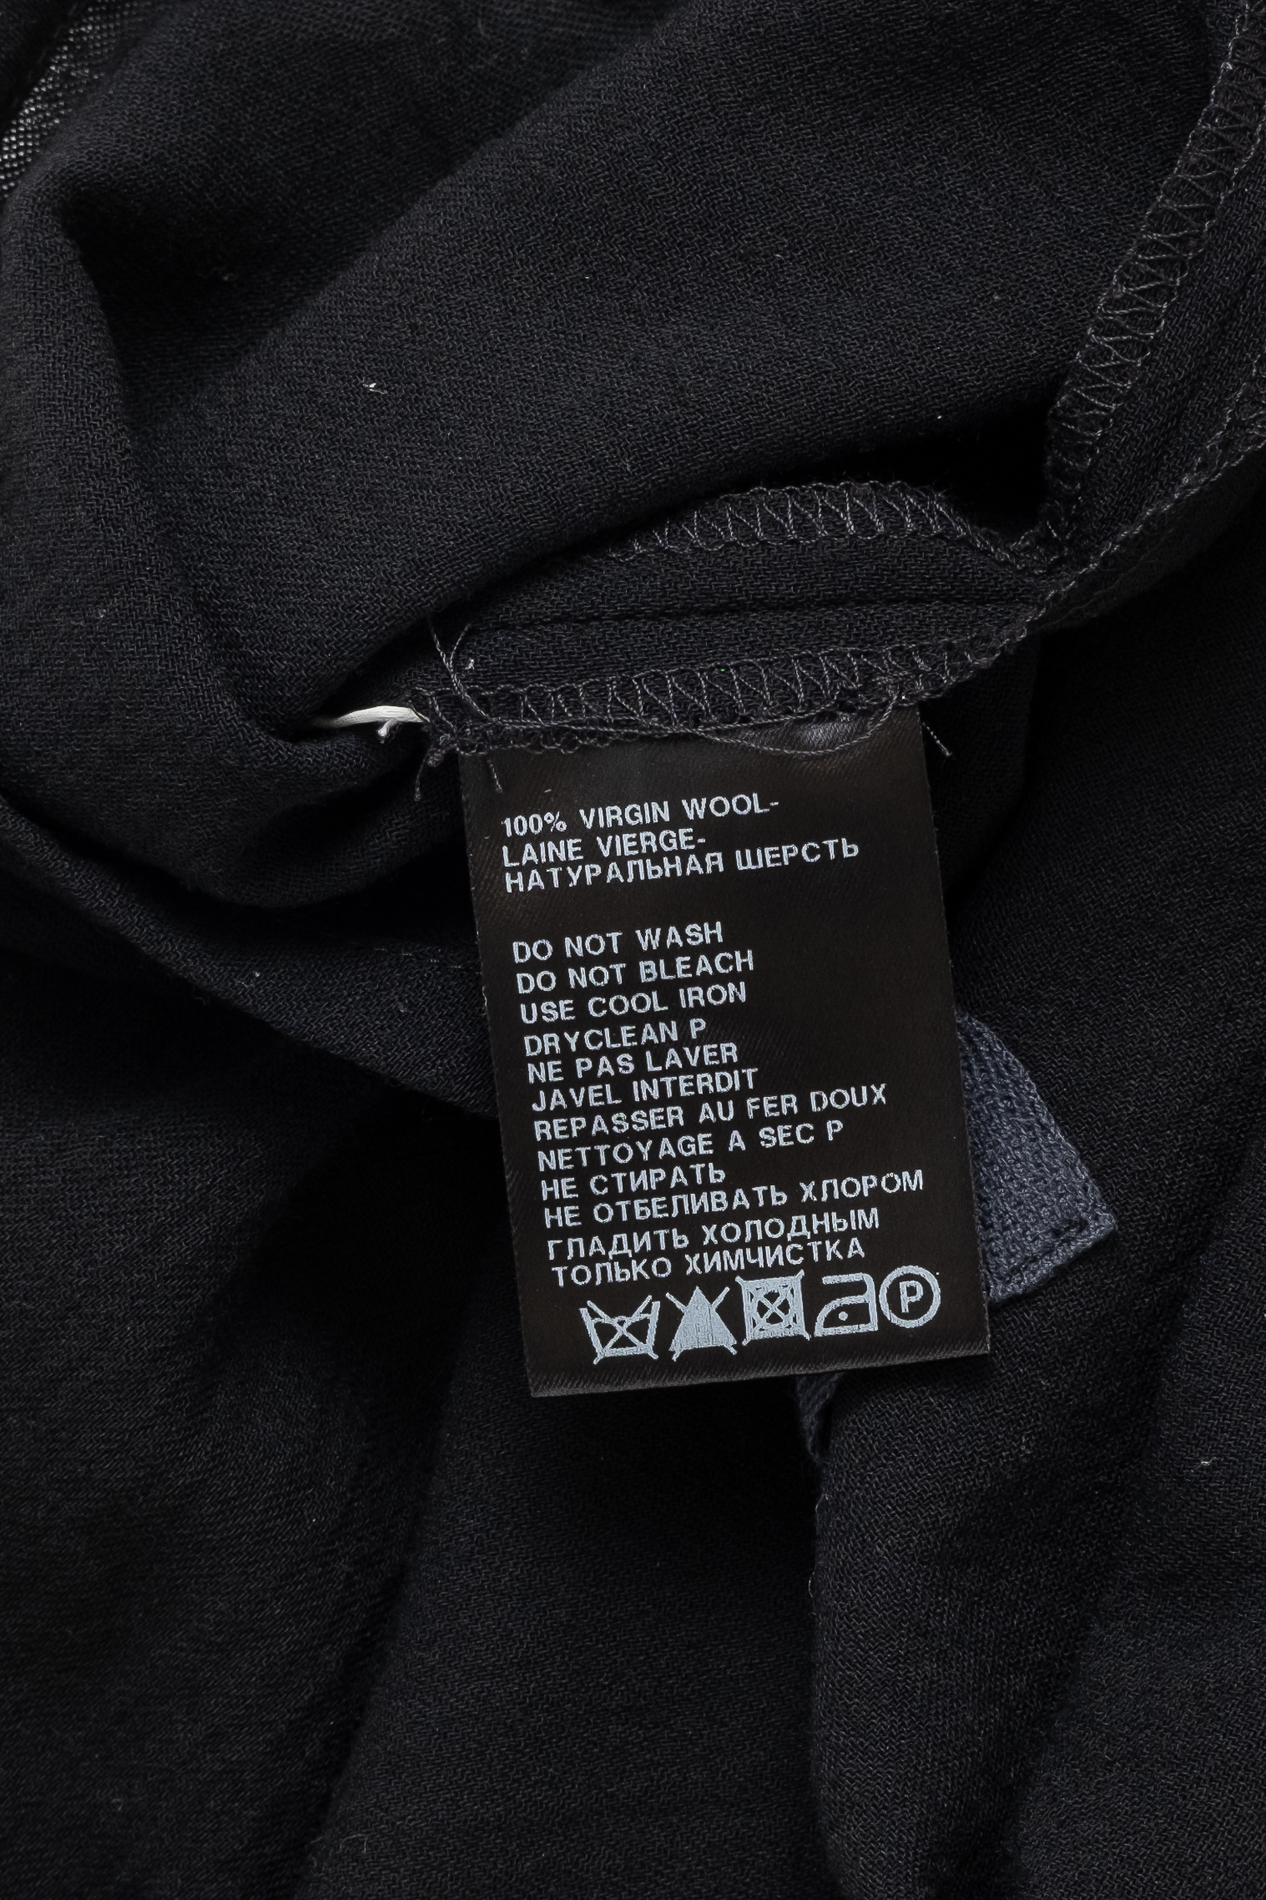 100% VIRGIN WOOL-
LAINE VIERGE-
НАТУРАЛЬНАЯ ШЕРСТЬ
DO NOT WASH
DO NOT BLEACH
USE COOL IRON
DRYCLEAN P
NE PAS LAVER
JAVEL INTERDIT
REPASSER AU FER DOUX
NETTOYAGE A SEC P
НЕ СТИРАТЬ
НЕ ОТБЕЛИВАТЬ ХЛОРОМ
ГЛАДИТЬ ХОЛОДНЫМ
ТОЛЬКО ХИМЧИСТКА
P